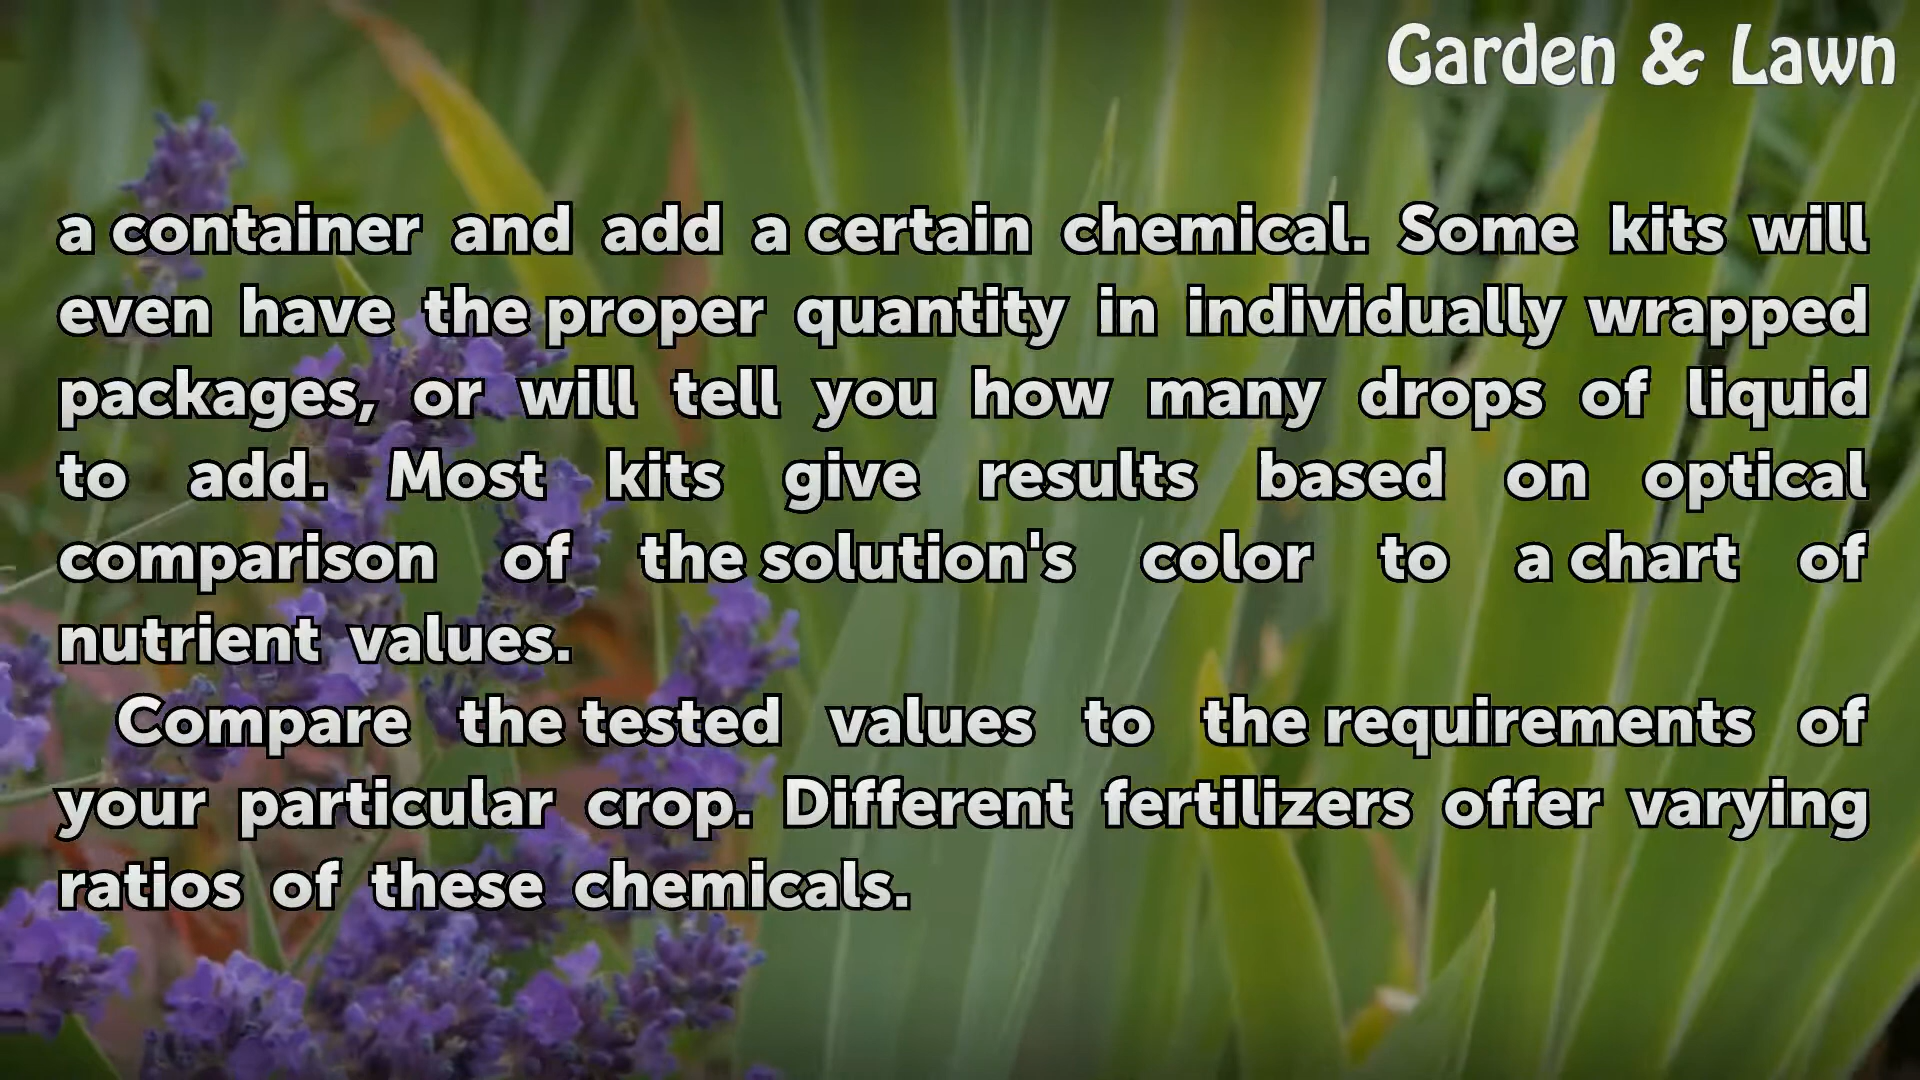 Garden & Lawn
a container and add a certain chemical. Some kits will
even have the proper quantity in individually wrapped
packages, or will tell you how many drops of liquid
to add. Most kits give results based on optical
comparison of the solution's color to a chart of
nutrient values.
Compare the tested values to the requirements of
your particular crop. Different fertilizers offer varying
ratios of these chemicals.